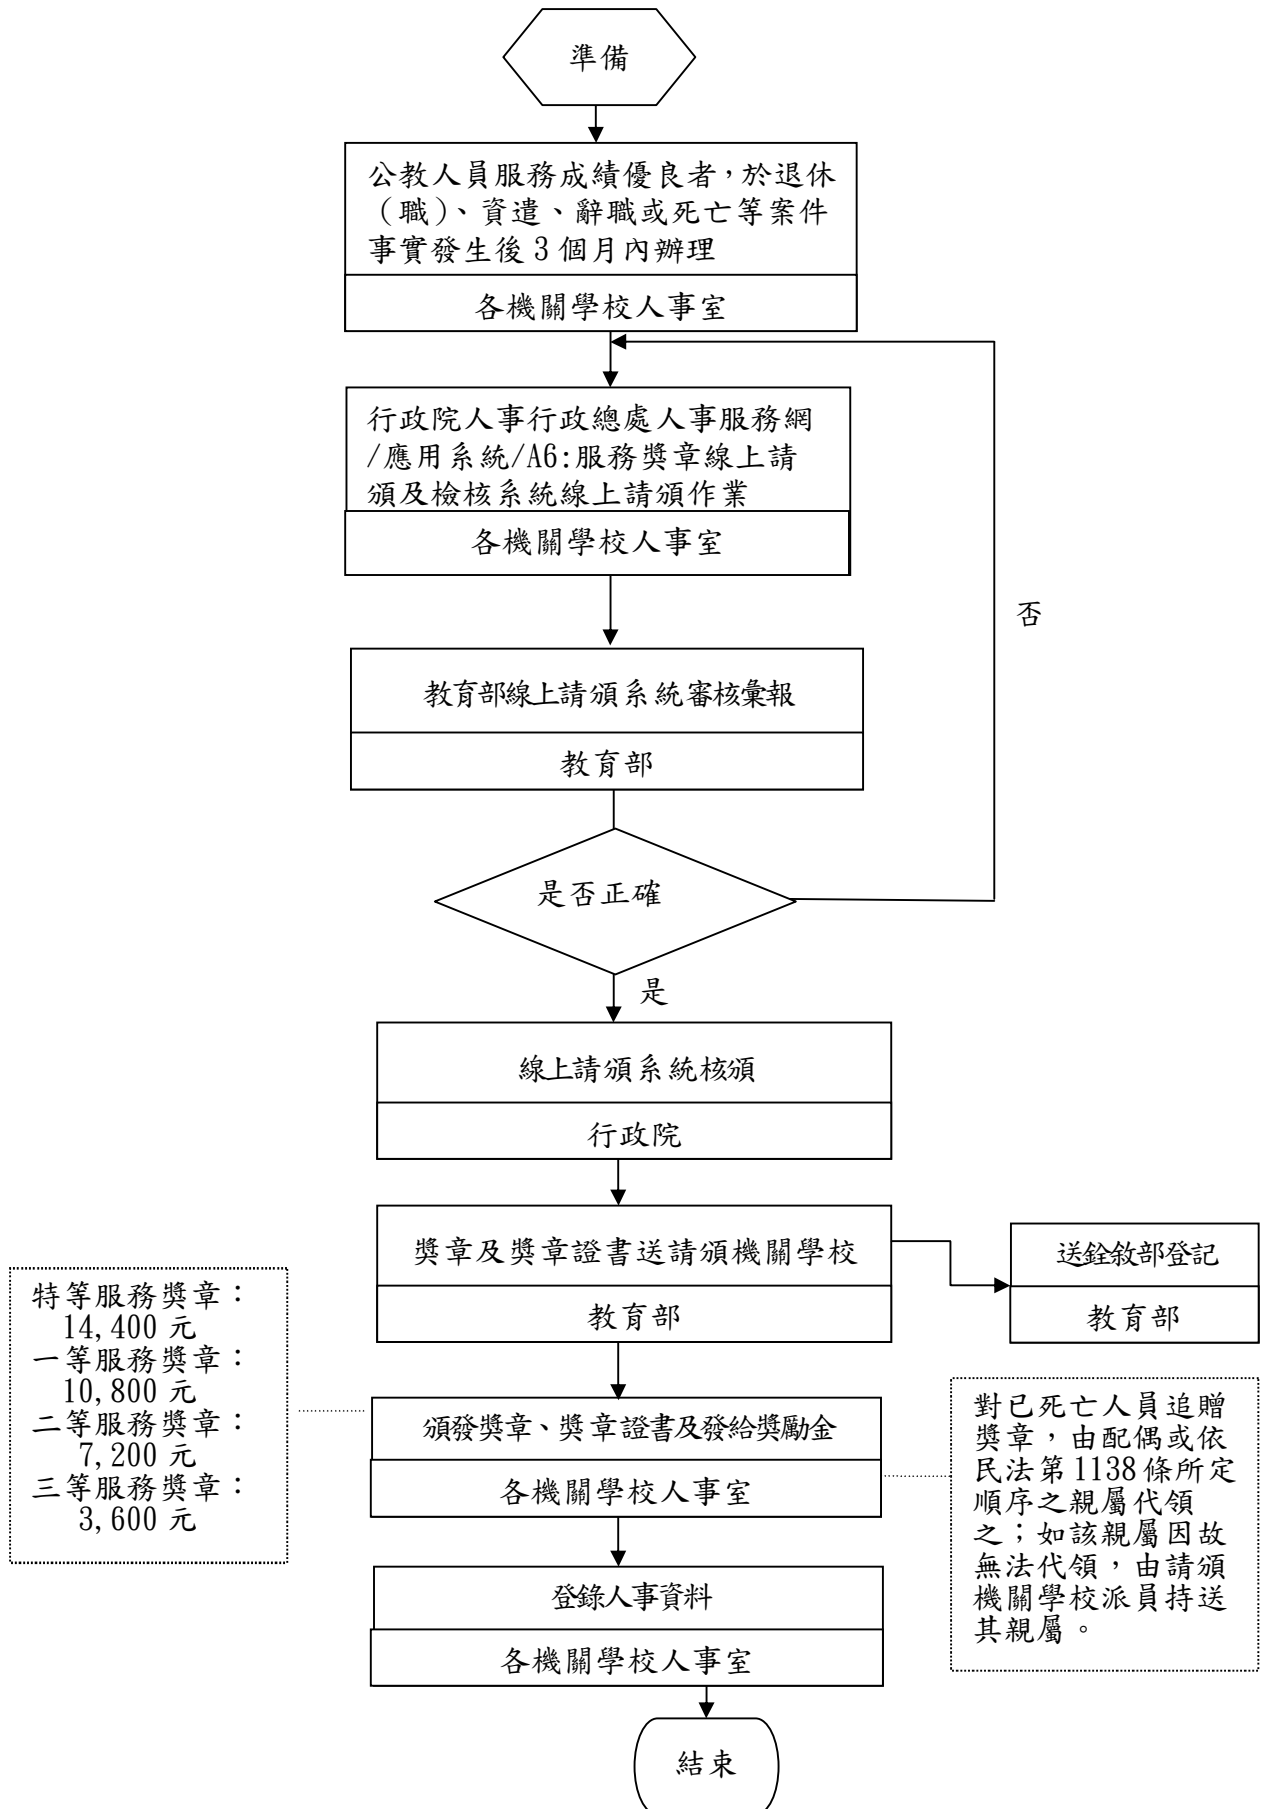 準備
公教人員服務成績優良者，於退休
（職）、資遣、辭職或死亡等案件
事實發生後3個月內辦理
各機關學校人事室
行政院人事行政總處人事服務網
/應用系統/A6:服務獎章線上請
頒及檢核系統線上請頒作業
各機關學校人事室
否
教育部線上請頒系統審核彙報
教育部
是否正確
是
線上請頒系統核頒
行政院
獎章及獎章證書送請頒機關學校
教育部
送銓敘部登記
教育部
特等服務獎章：
14,400元
一等服務獎章：
10,800元
二等服務獎章：
7,200元
三等服務獎章：
3,600元
頒發獎章、獎章證書及發給獎勵金
各機關學校人事室
對已死亡人員追贈
獎章，由配偶或依
民法第1138條所定
順序之親屬代領
之；如該親屬因故
無法代領，由請頒
機關學校派員持送
其親屬。
登錄人事資料
各機關學校人事室
結束